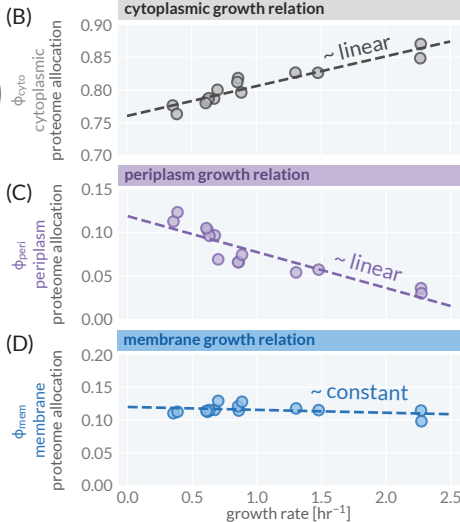 (B)
cytoplasmic growth relation
ϕcyto
cytoplasmic
proteome allocation
0.90
0.85
0.80
0.75
0.70
~ linear
(C)
periplasm growth relation
ϕperi
periplasm
proteome allocation
0.15
0.10
0.05
0.00
~ linear
(D)
membrane growth relation
ϕmem
membrane
proteome allocation
0.20
0.15
0.10
0.05
0.00
~ constant
0.0 0.5 1.0 1.5 2.0 2.5
growth rate [hr⁻¹]